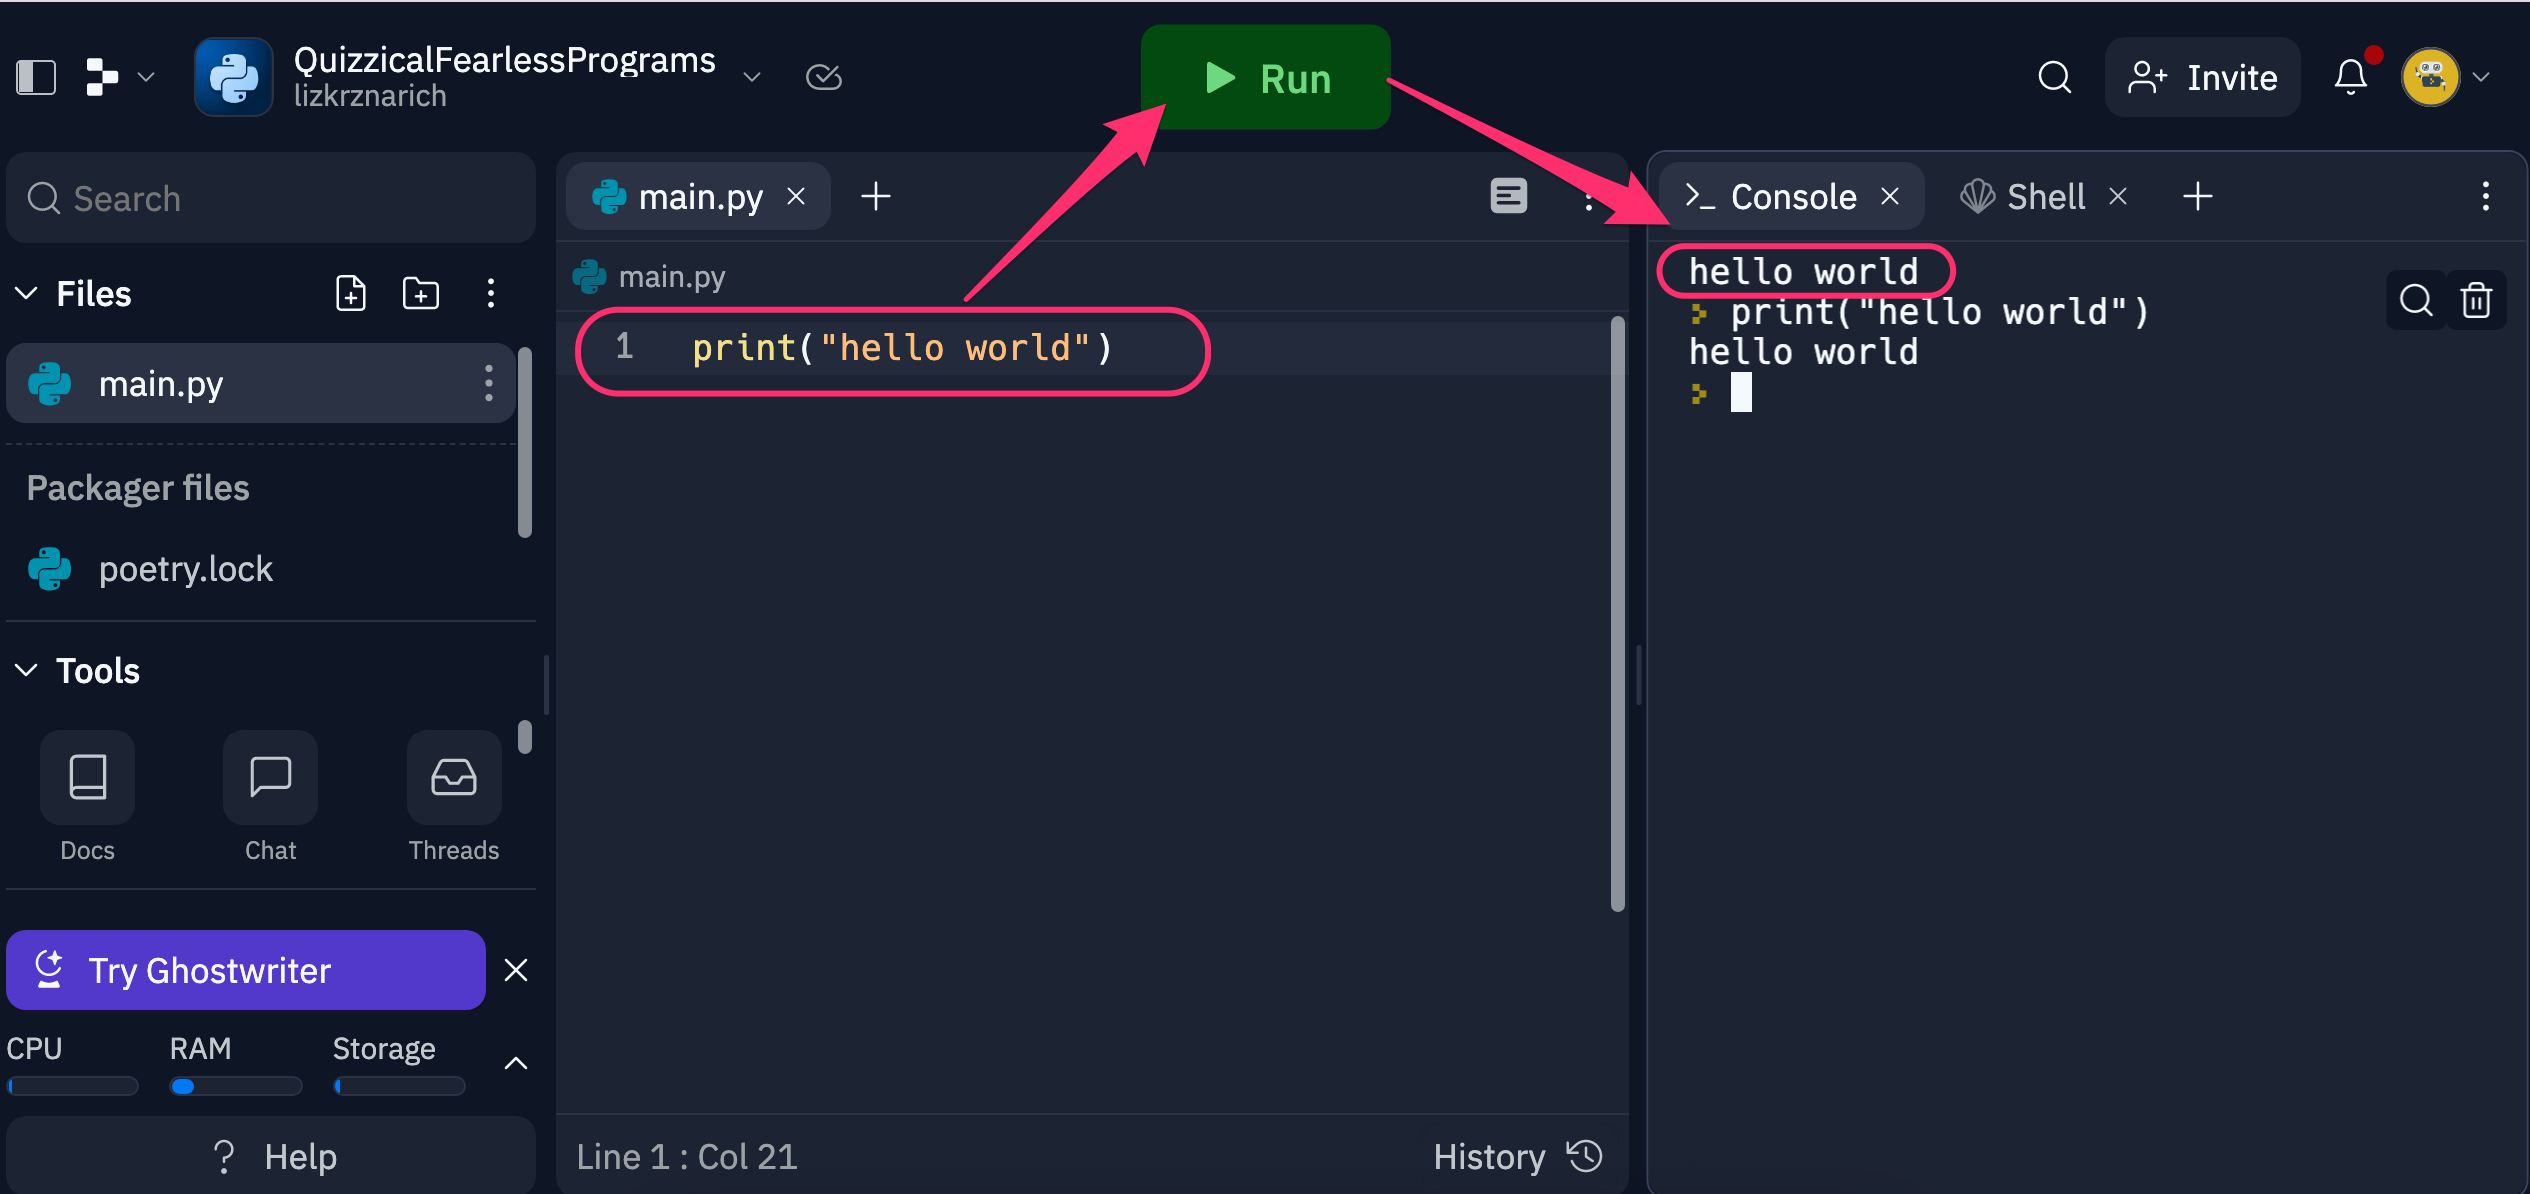 QuizzicalFearlessPrograms
lizkrznarich
Run
Invite
Search
Files
main.py
Packager files
poetry.lock
Tools
Docs
Chat
Threads
Try Ghostwriter
CPU
RAM
Storage
? Help
main.py
main.py
1 print("hello world")
Line 1 : Col 21
History
>_ Console
Shell
hello world
> print("hello world")
hello world
>